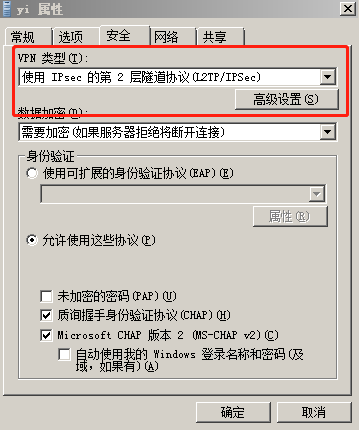 yi 属性
常规 选项 安全 网络 共享
VPN 类型(T):
使用 IPsec 的第 2 层隧道协议(L2TP/IPSec)
高级设置(S)
数据加密(D):
需要加密(如果服务器拒绝将断开连接)
身份验证
使用可扩展的身份验证协议(EAP)(E)
属性(R)
允许使用这些协议(P)
未加密的密码(PAP)(U)
质询握手身份验证协议(CHAP)(H)
Microsoft CHAP 版本 2 (MS-CHAP v2)(C)
自动使用我的 Windows 登录名称和密码(及
域,如果有)(A)
确定 取消